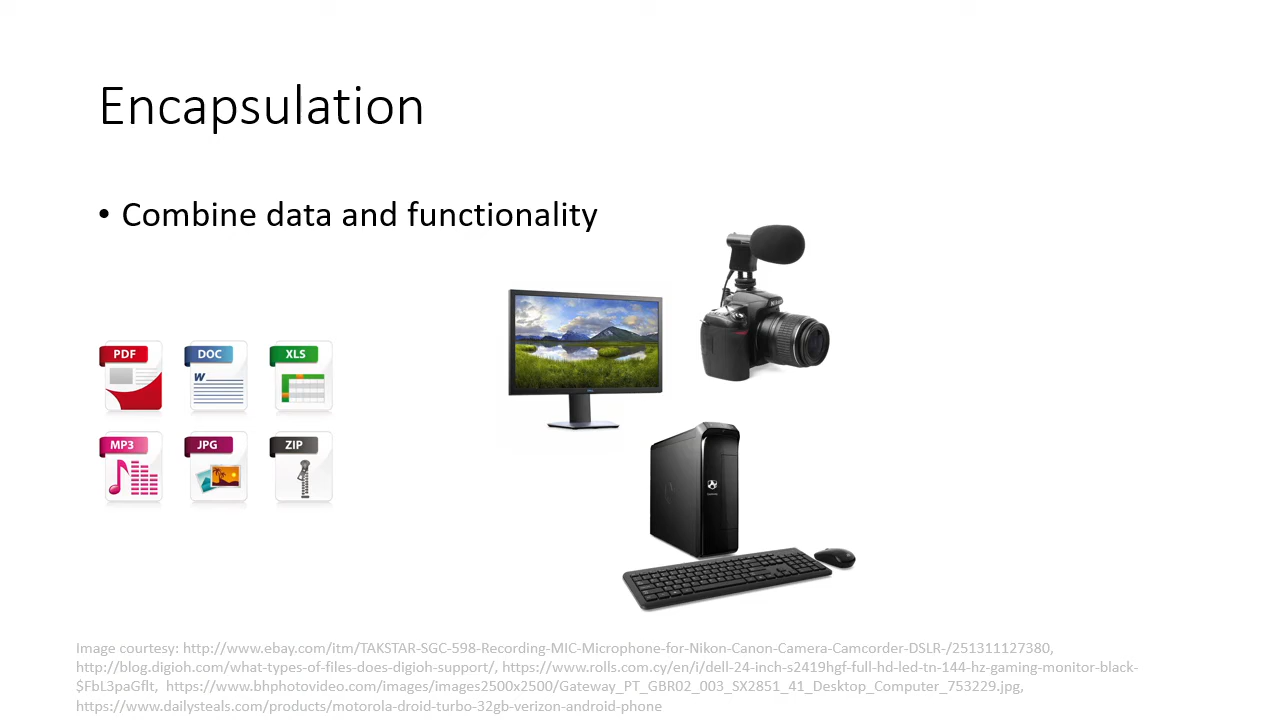 Encapsulation
• Combine data and functionality
PDF
DOC
XLS
W
MP3
JPG
ZIP
Image courtesy: http://www.ebay.com/itm/TAKSTAR-SGC-598-Recording-MIC-Microphone-for-Nikon-Canon-Camera-Camcorder-DSLR-/251311127380,
http://blog.digioh.com/what-types-of-files-does-digioh-support/, https://www.rolls.com.cy/en/i/dell-24-inch-s2419hgf-full-hd-led-tn-144-hz-gaming-monitor-black-
$FbL3paGflt, https://www.bhphotovideo.com/images/images2500x2500/Gateway_PT_GBR02_003_SX2851_41_Desktop_Computer_753229.jpg,
https://www.dailysteals.com/products/motorola-droid-turbo-32gb-verizon-android-phone